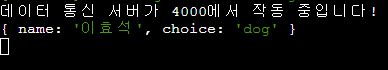 데이터 통신 서버가 4000에서 작동 중입니다!
{ name: '이효석', choice: 'dog' }